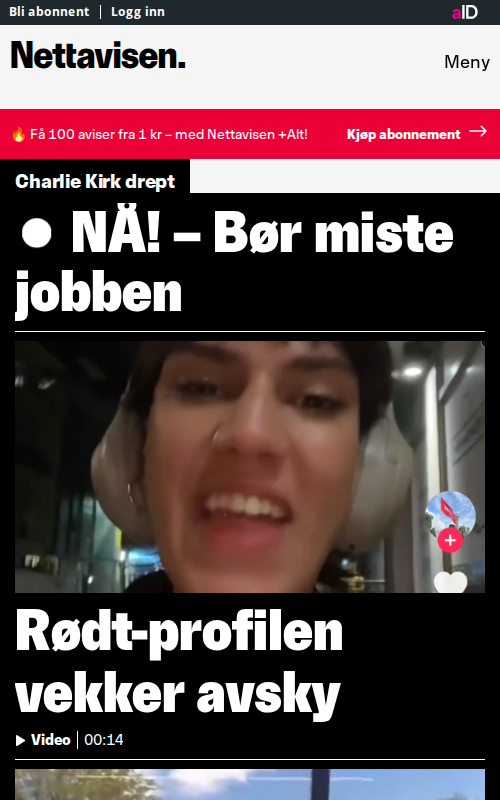 Bli abonnent | Logg inn
aID
Nettavisen.
Meny
🔥 Få 100 aviser fra 1 kr – med Nettavisen +Alt!
Kjøp abonnement →
Charlie Kirk drept
NÅ! – Bør miste
jobben
Rødt-profilen
vekker avsky
Video | 00:14